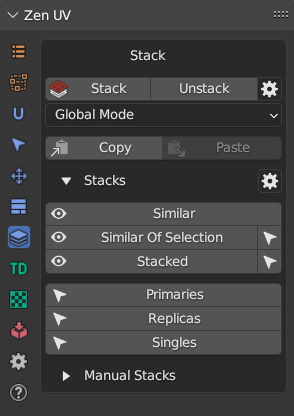 Zen UV
Stack
Stack Unstack
Global Mode
Copy Paste
Stacks
Similar
Similar Of Selection
Stacked
TD
Primaries
Replicas
Singles
Manual Stacks